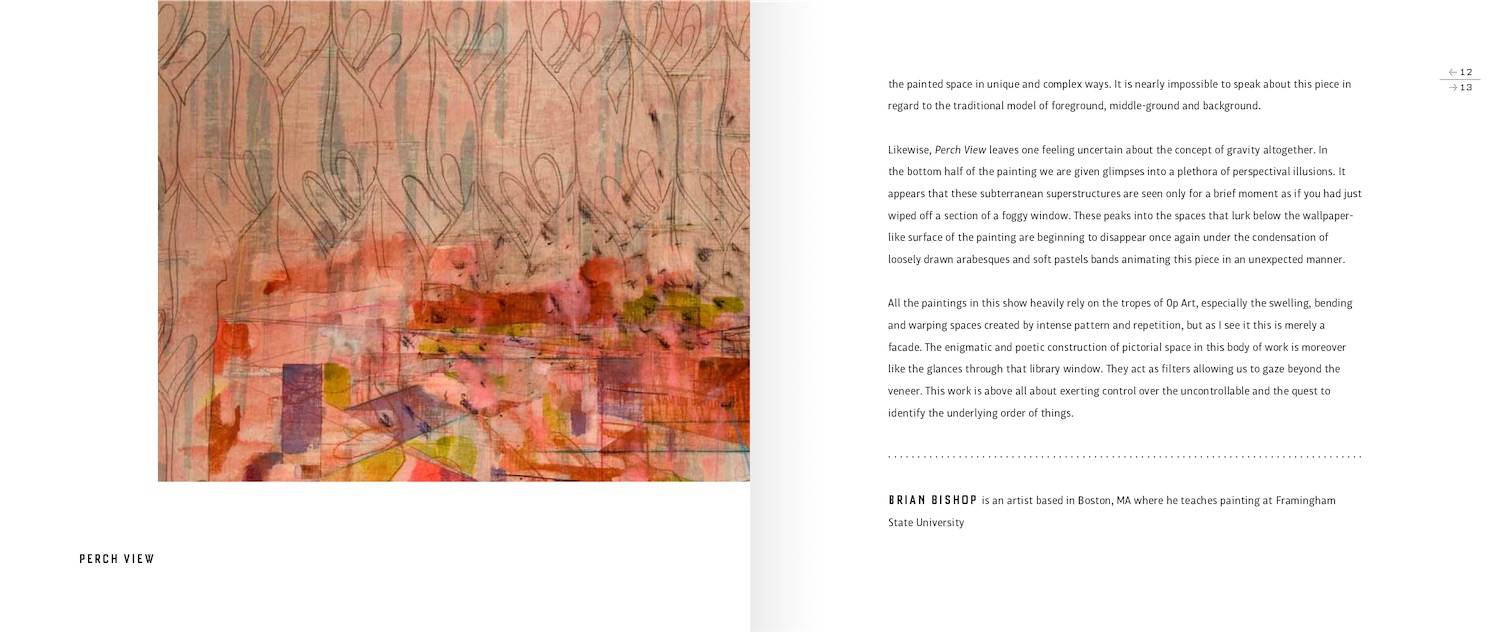 PERCH VIEW
the painted space in unique and complex ways. It is nearly impossible to speak about this piece in
regard to the traditional model of foreground, middle-ground and background.
Likewise, Perch View leaves one feeling uncertain about the concept of gravity altogether. In
the bottom half of the painting we are given glimpses into a plethora of perspectival illusions. It
appears that these subterranean superstructures are seen only for a brief moment as if you had just
wiped off a section of a foggy window. These peaks into the spaces that lurk below the wallpaper-
like surface of the painting are beginning to disappear once again under the condensation of
loosely drawn arabesques and soft pastels bands animating this piece in an unexpected manner.
All the paintings in this show heavily rely on the tropes of Op Art, especially the swelling, bending
and warping spaces created by intense pattern and repetition, but as I see it this is merely a
facade. The enigmatic and poetic construction of pictorial space in this body of work is moreover
like the glances through that library window. They act as filters allowing us to gaze beyond the
veneer. This work is above all about exerting control over the uncontrollable and the quest to
identify the underlying order of things.
BRIAN BISHOP is an artist based in Boston, MA where he teaches painting at Framingham
State University
← 12
→ 13